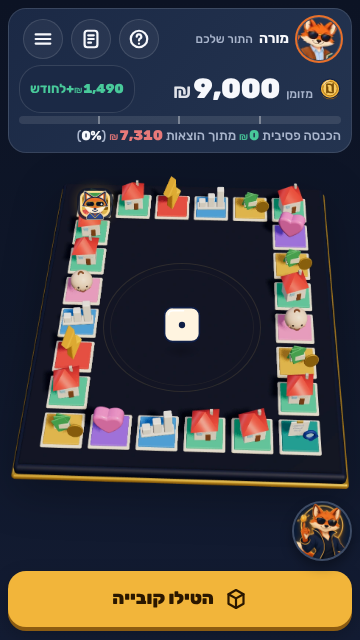 מורה התור שלכם
מזומן 9,000 ₪
+1,490₪ לחודש
הכנסה פסיבית 0 ₪ מתוך הוצאות 7,310 ₪ (0%)
הטילו קובייה